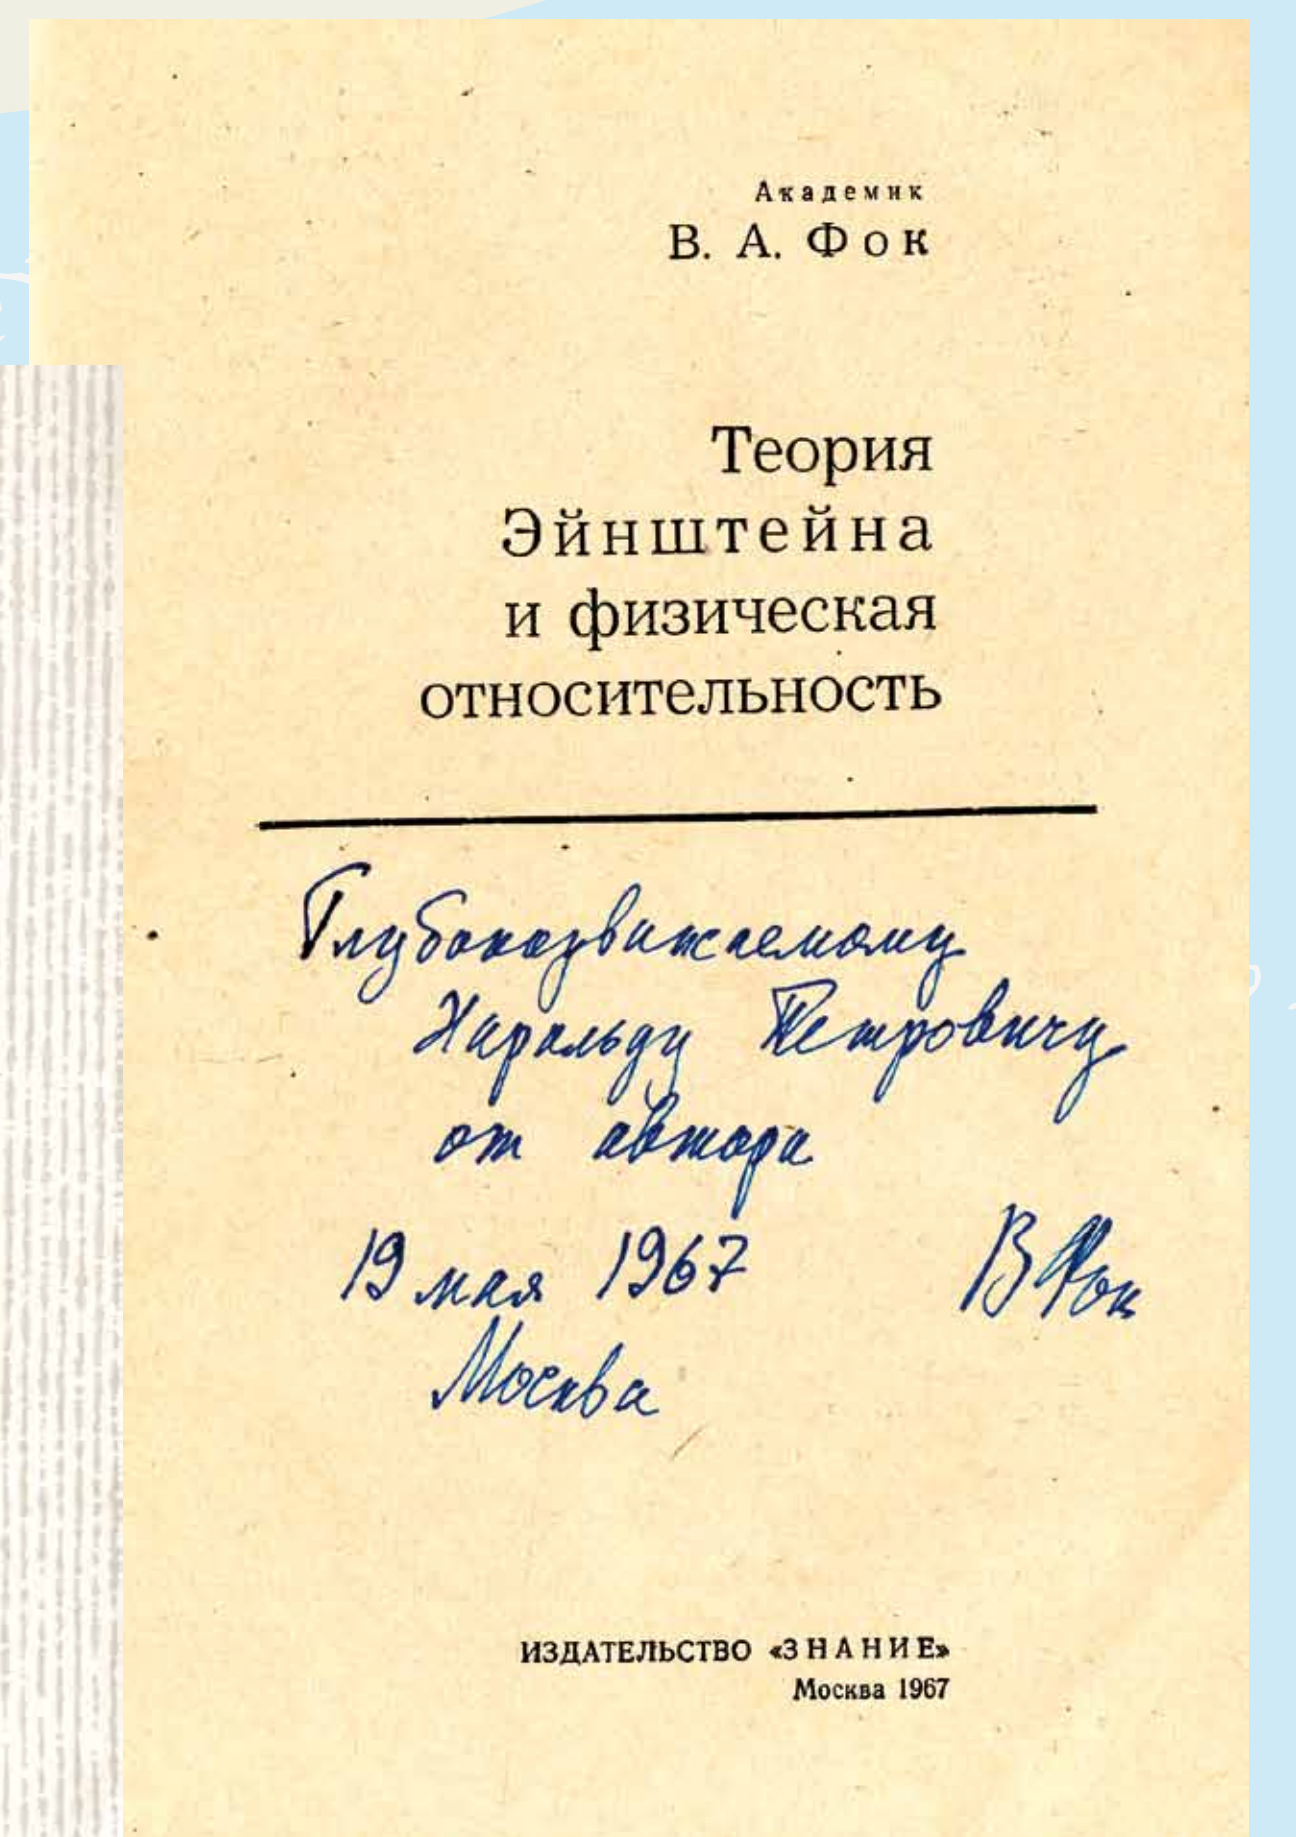 Академик
В. А. Фок
Теория
Эйнштейна
и физическая
относительность
Глубокоуважаемому
Харальду Петровичу
от автора
19 мая 1967
В Фок
Москва
ИЗДАТЕЛЬСТВО «ЗНАНИЕ»
Москва 1967